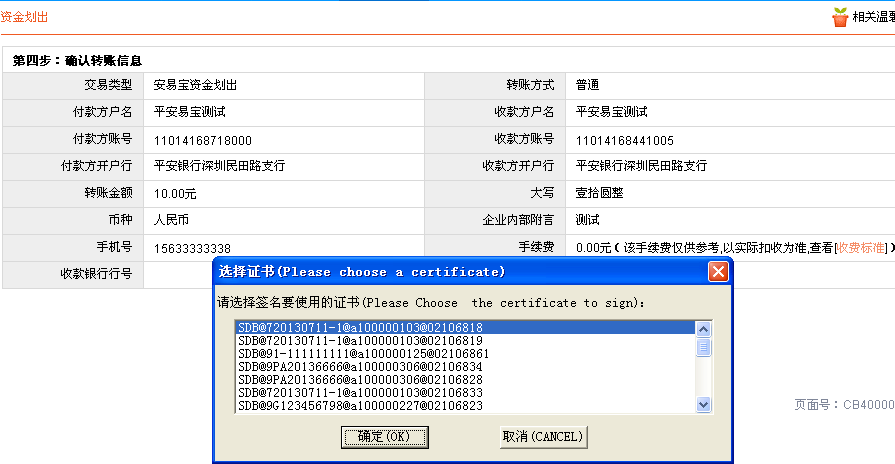 资金划出
相关温馨
第四步：确认转账信息
交易类型 安易宝资金划出 转账方式 普通
付款方户名 平安易宝测试 收款方户名 平安易宝测试
付款方账号 11014168718000 收款方账号 11014168441005
付款方开户行 平安银行深圳民田路支行 收款方开户行 平安银行深圳民田路支行
转账金额 10.00元 大写 壹拾圆整
币种 人民币 企业内部附言 测试
手机号 15633333338 手续费 0.00元（该手续费仅供参考,以实际扣收为准,查看[收费标准]）
收款银行行号
选择证书(Please choose a certificate)
请选择签名要使用的证书(Please Choose the certificate to sign):
SDB@720130711-1@a100000103@02106818
SDB@720130711-1@a100000103@02106819
SDB@91-111111111@a100000125@02106861
SDB@9PA20136666@a100000306@02106834
SDB@9PA20136666@a100000306@02106828
SDB@720130711-1@a100000103@02106833
SDB@9G123456798@a100000227@02106823
确定(OK) 取消(CANCEL)
页面号：CB40000